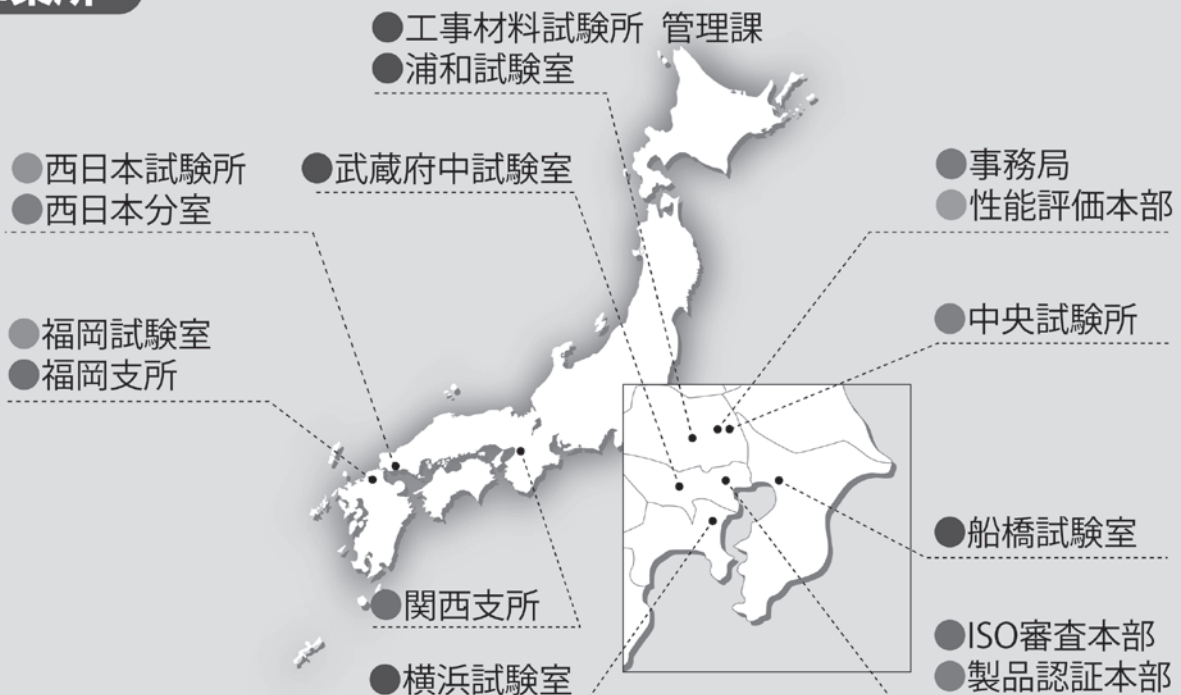 業所
●工事材料試験所 管理課
●浦和試験室
●西日本試験所
●西日本分室
●武蔵府中試験室
●事務局
●性能評価本部
●福岡試験室
●福岡支所
●中央試験所
●船橋試験室
●関西支所
●横浜試験室
●ISO審査本部
●製品認証本部